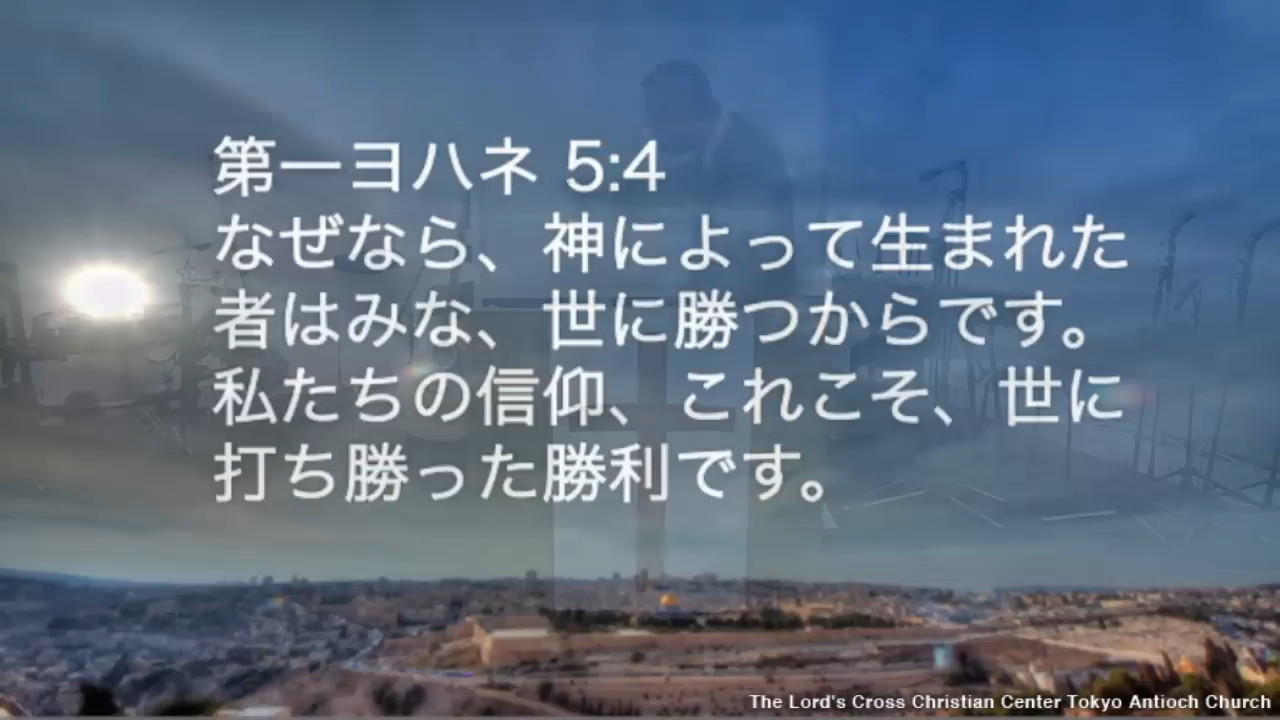 第一ヨハネ 5:4
なぜなら、神によって生まれた
者はみな、世に勝つからです。
私たちの信仰、これこそ、世に
打ち勝った勝利です。
The Lord's Cross Christian Center Tokyo Antioch Church